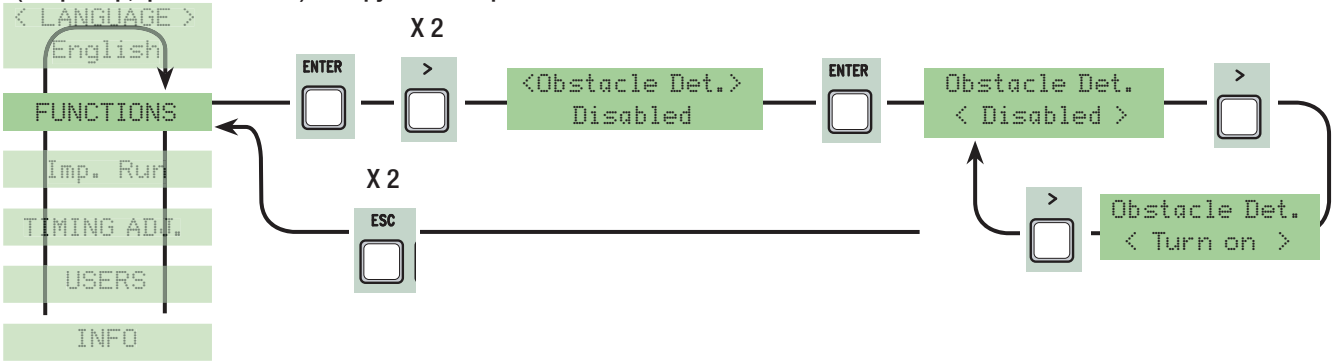 < LANGUAGE >
English
FUNCTIONS
Imp. Run
TIMING ADJ.
USERS
INFO
ENTER
X 2
>
<Obstacle Det.>
Disabled
ENTER
Obstacle Det.
< Disabled >
>
X 2
ESC
>
Obstacle Det.
< Turn on >